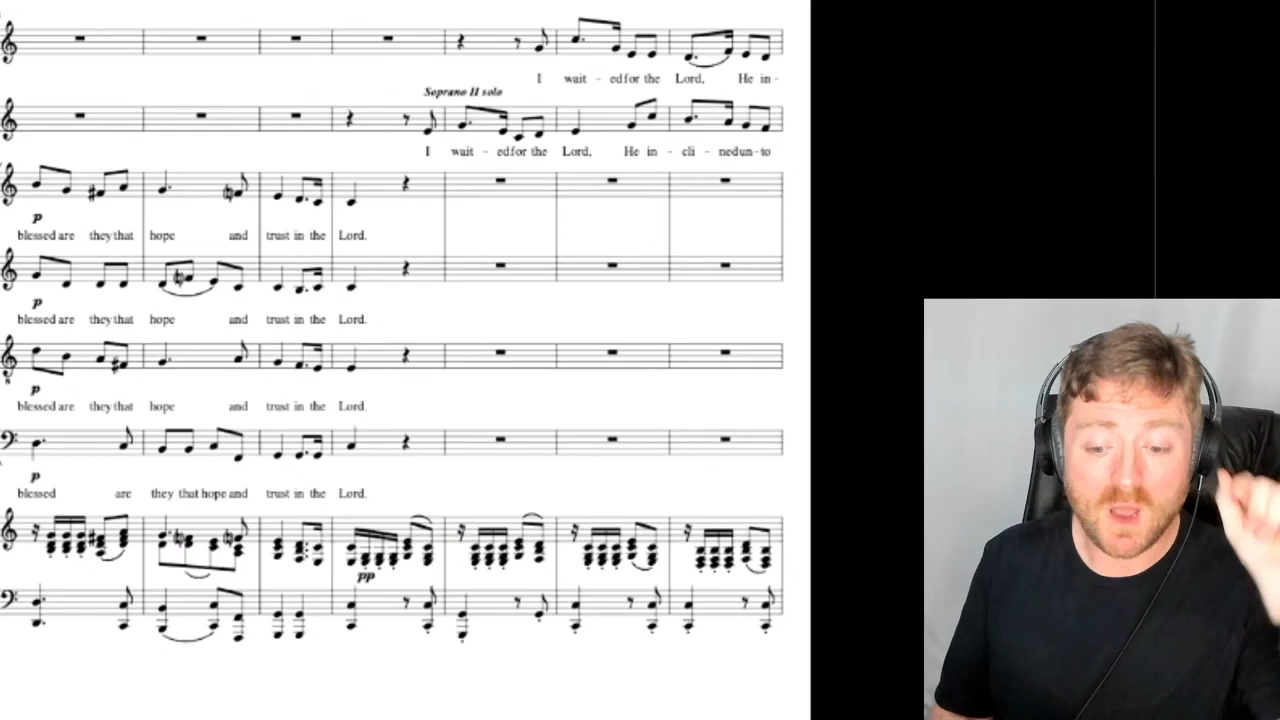 I wait - ed for the Lord, He in -
Soprano II solo
I wait - ed for the Lord, He in - cli - ned un - to
p
blessed are they that hope and trust in the Lord.
p
blessed are they that hope and trust in the Lord.
p
blessed are they that hope and trust in the Lord.
p
blessed are they that hope and trust in the Lord.
pp